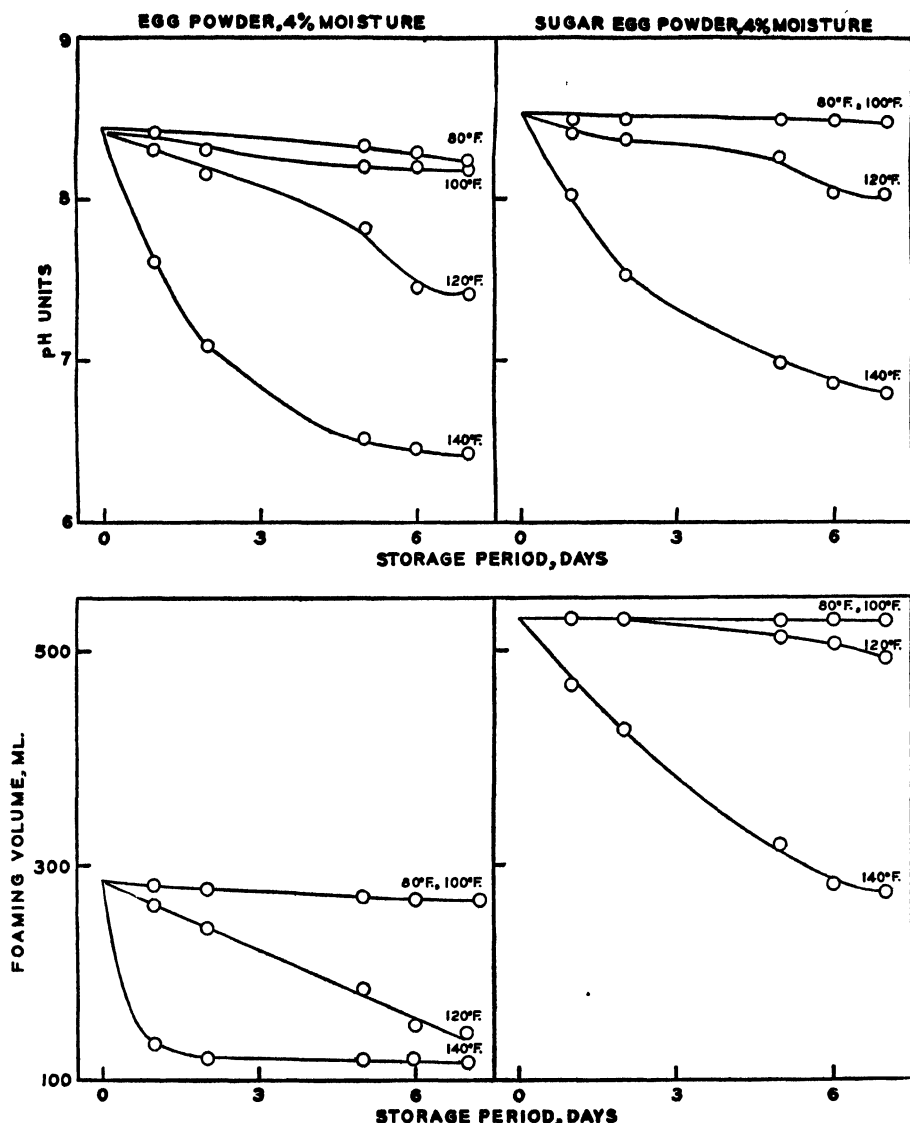 EGG POWDER, 4% MOISTURE
SUGAR EGG POWDER, 4% MOISTURE
9
8
7
6
pH UNITS
80°F.
100°F.
120°F.
140°F.
80°F., 100°F.
120°F.
140°F.
0 3 6 0 3 6
STORAGE PERIOD, DAYS
500
300
100
FOAMING VOLUME, ML.
80°F., 100°F.
120°F.
140°F.
80°F., 100°F.
120°F.
140°F.
0 3 6 0 3 6
STORAGE PERIOD, DAYS